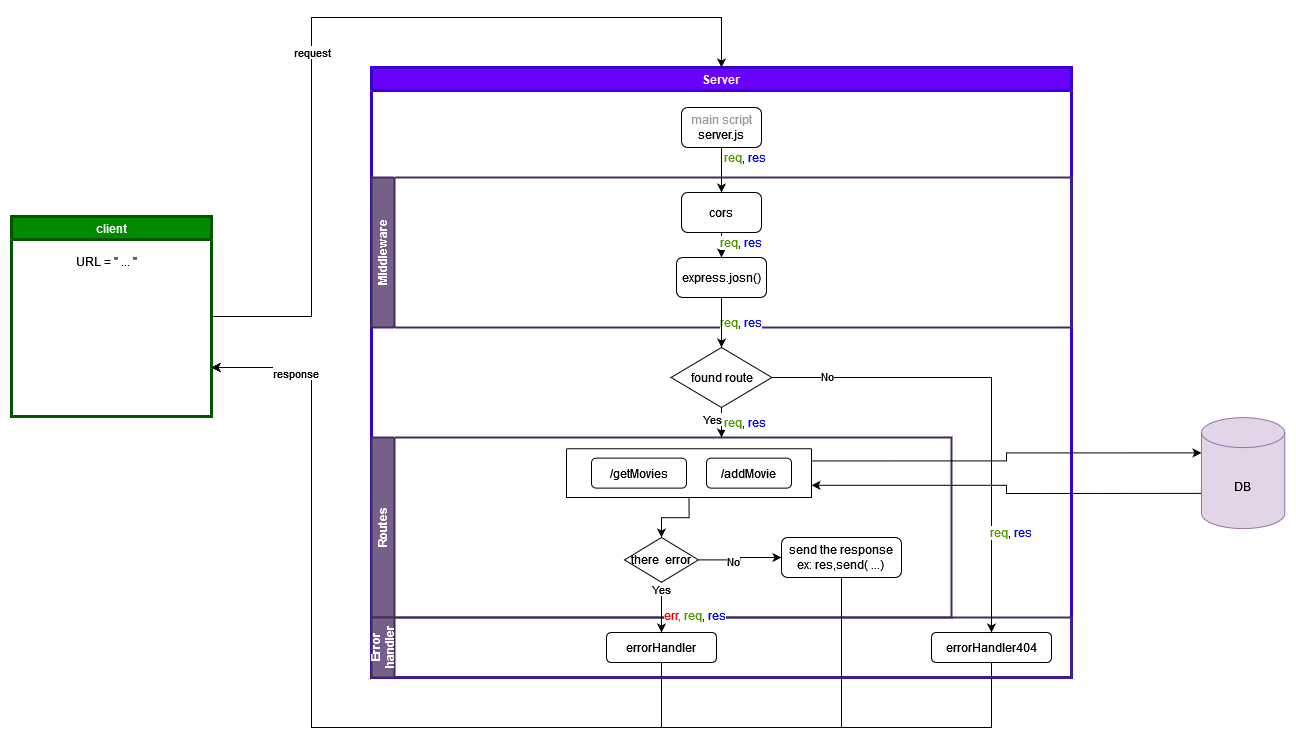 request
Server
main script
server.js
req, res
Middleware
cors
req, res
client
URL = " ... "
express.josn()
req, res
response
found route
No
Yes
req, res
Routes
/getMovies
/addMovie
DB
req, res
there error
No
send the response
ex: res,send( ...)
Yes
err, req, res
Error
handler
errorHandler
errorHandler404